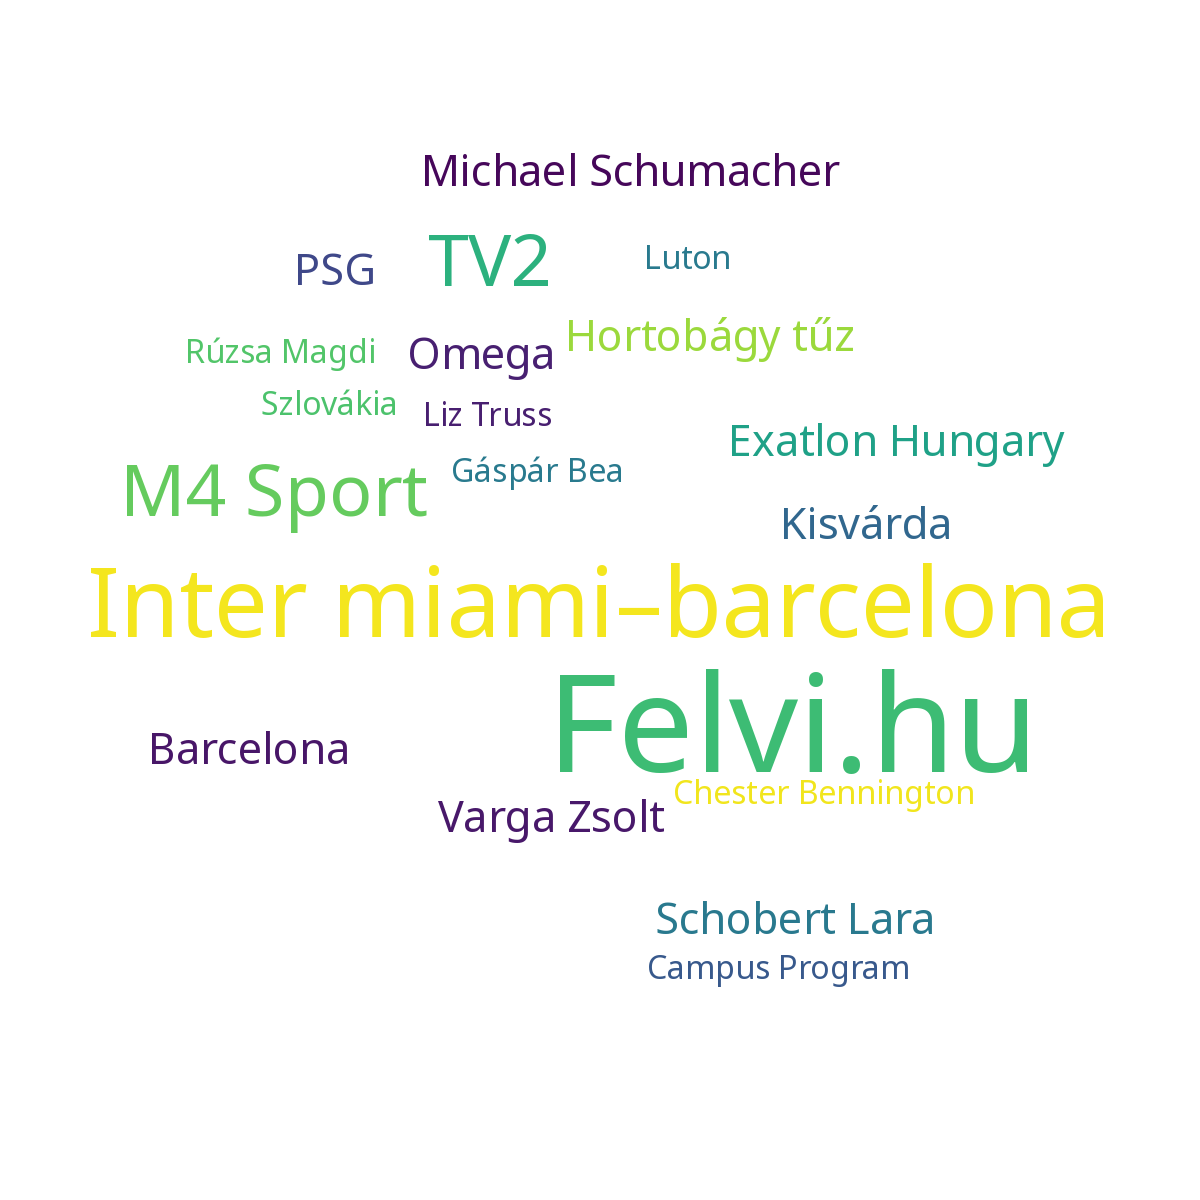 Michael Schumacher
TV2
Luton
PSG
Hortobágy tűz
Rúzsa Magdi
Omega
Szlovákia
Liz Truss
Exatlon Hungary
Gáspár Bea
M4 Sport
Kisvárda
Inter miami–barcelona
Felvi.hu
Barcelona
Chester Bennington
Varga Zsolt
Schobert Lara
Campus Program